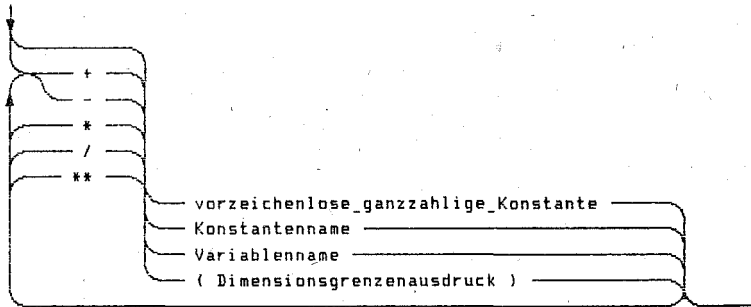 +
-
*
/
**
vorzeichenlose_ganzzahlige_Konstante
Konstantenname
Variablenname
( Dimensionsgrenzenausdruck )